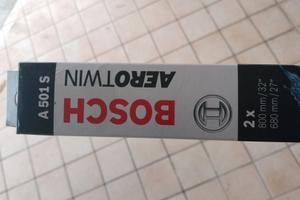 A 501 S
AEROTWIN
BOSCH
2 x
800 mm / 32"
680 mm / 27"